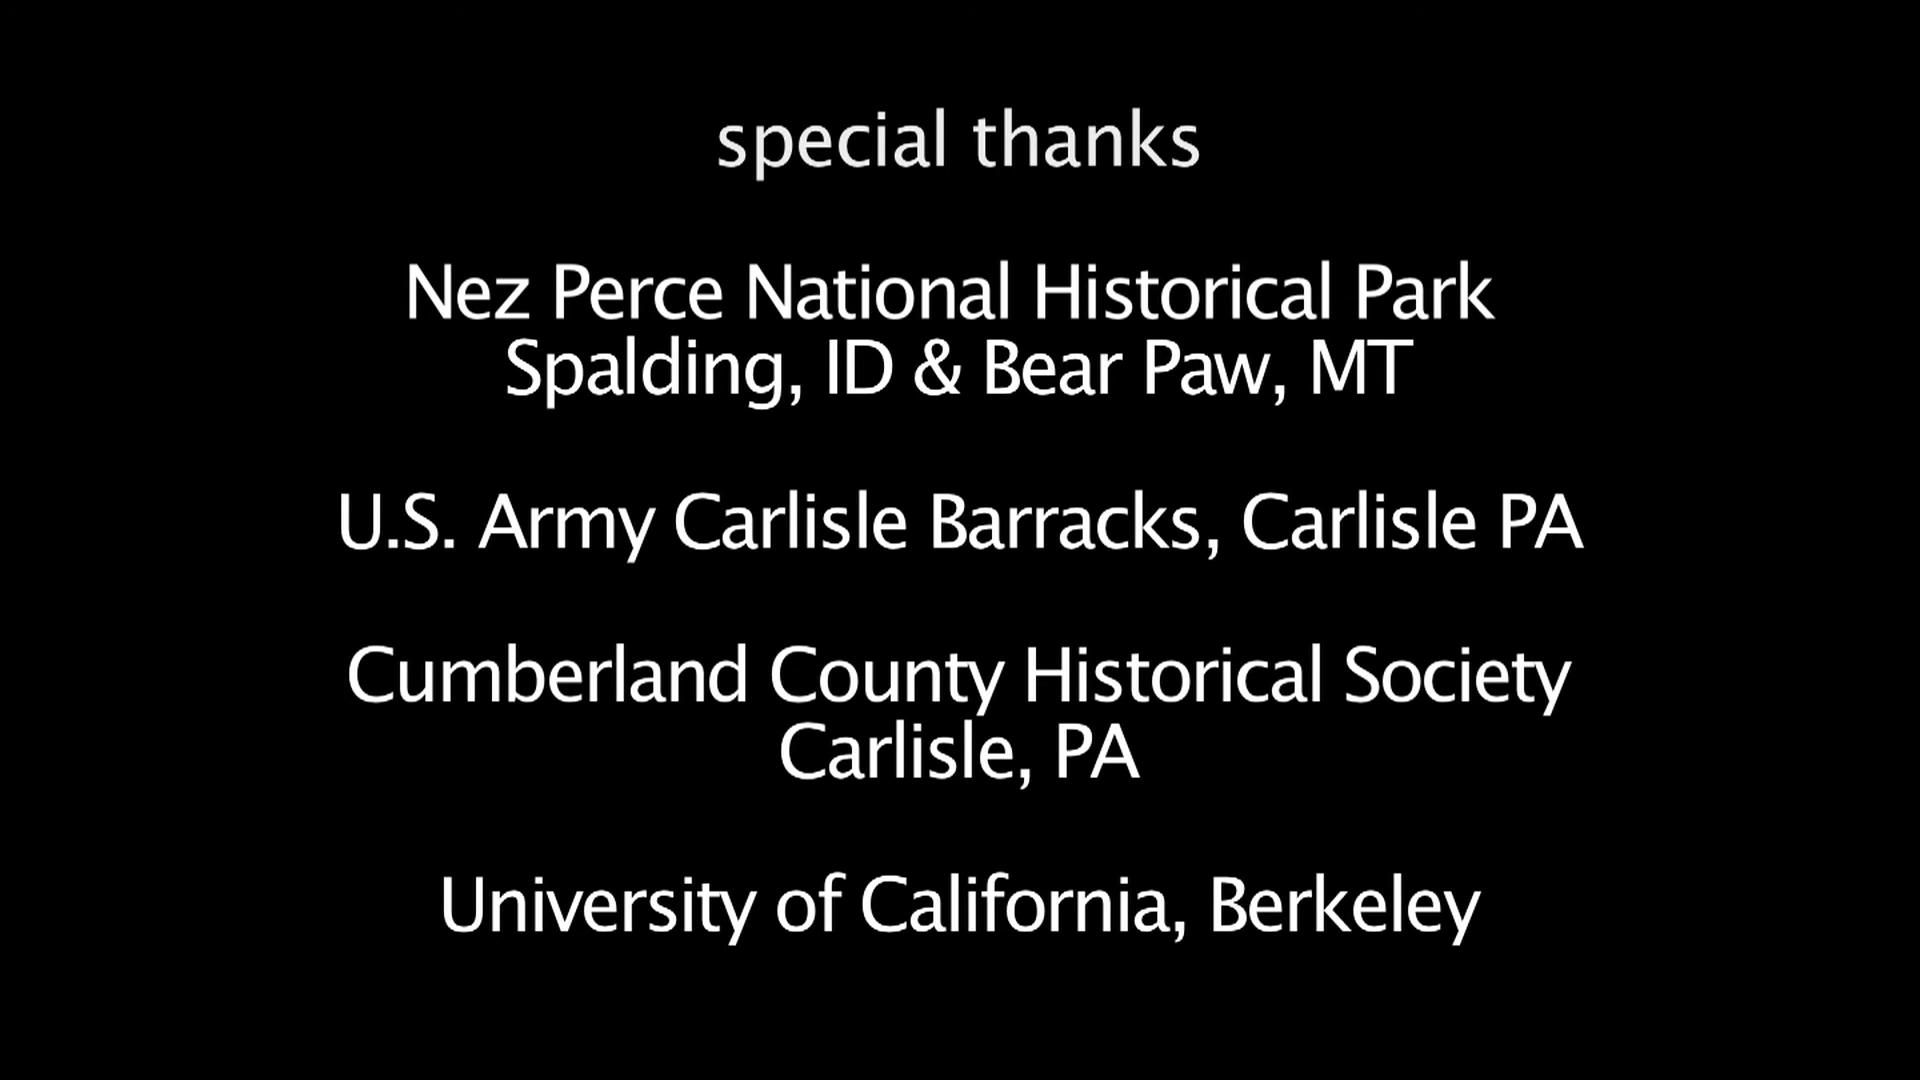 special thanks
Nez Perce National Historical Park
Spalding, ID & Bear Paw, MT
U.S. Army Carlisle Barracks, Carlisle PA
Cumberland County Historical Society
Carlisle, PA
University of California, Berkeley